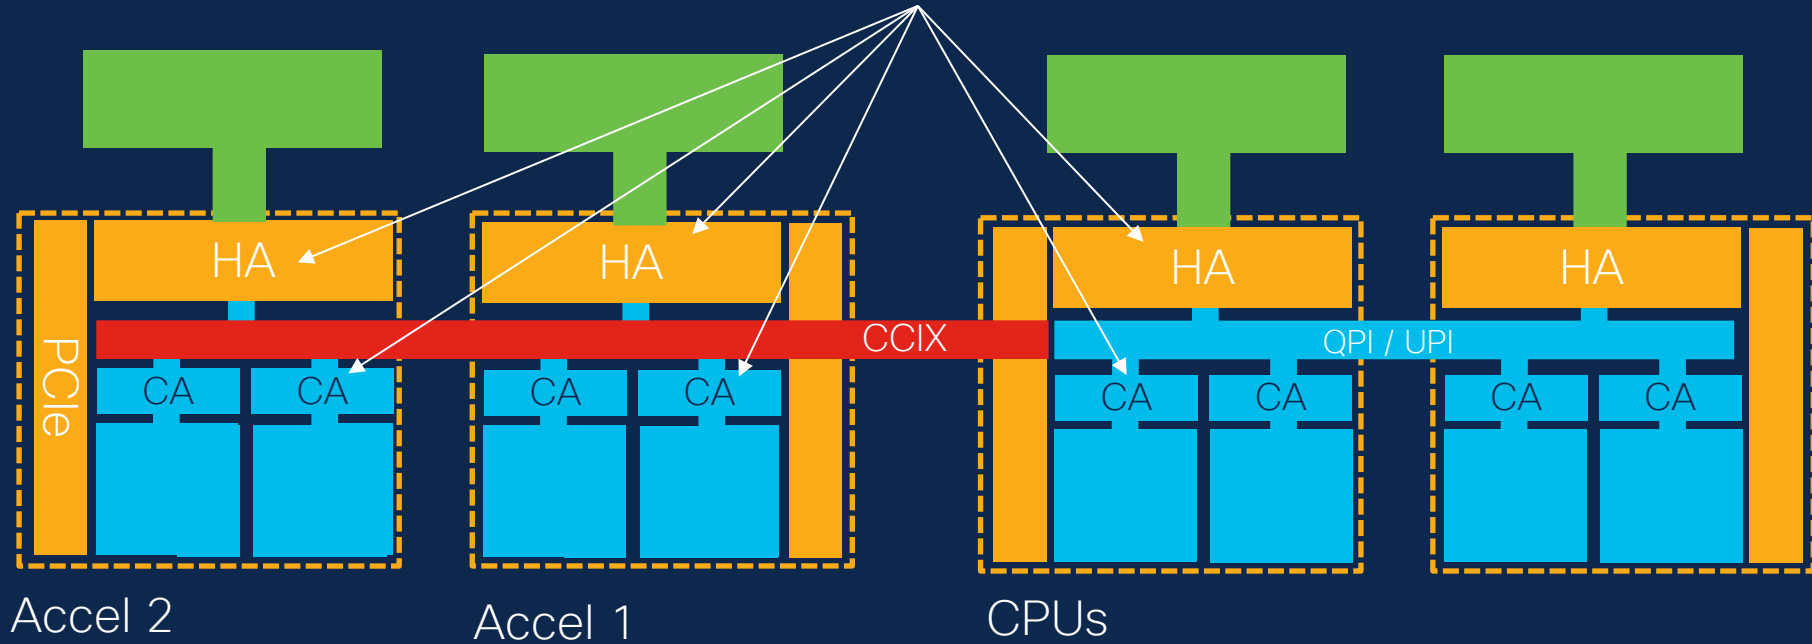 HA
HA
HA
HA
CCIX
QPI / UPI
PCIe
CA
CA
CA
CA
CA
CA
CA
CA
Accel 2
Accel 1
CPUs